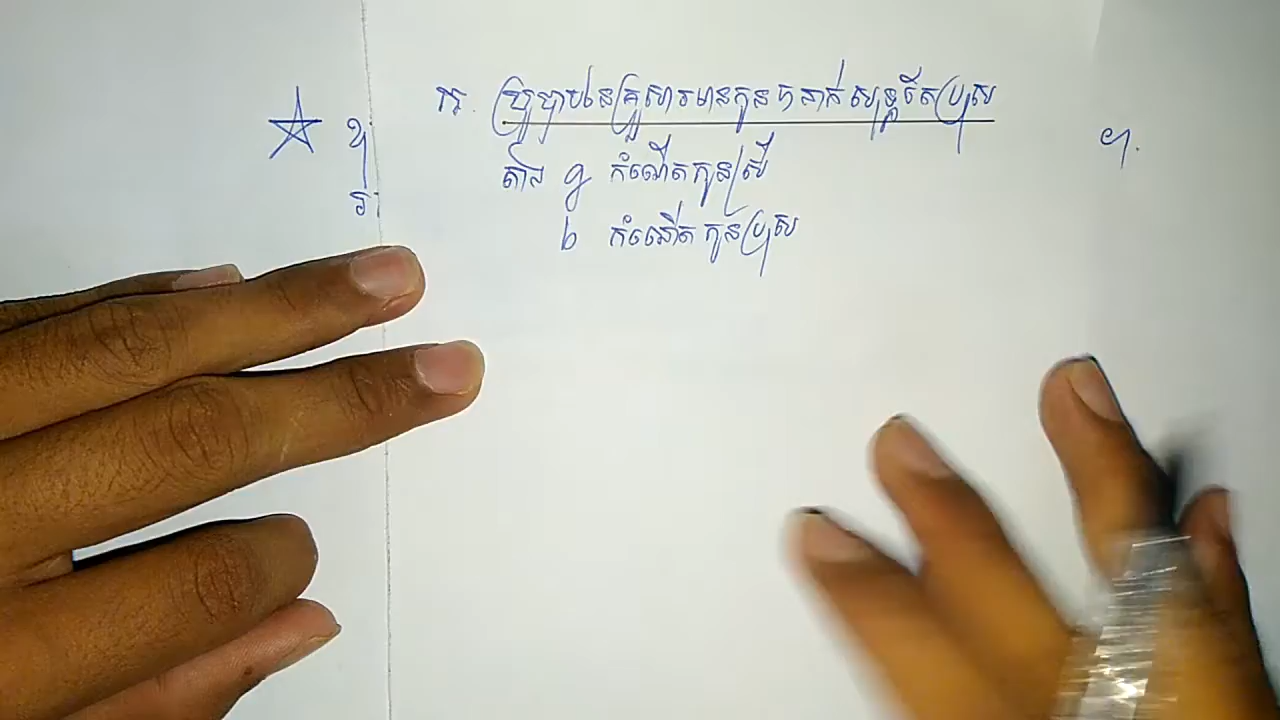 ក. ប្រូបាបនៃគ្រួសារមានកូន ៦ នាក់ សុទ្ធតែប្រុស
តាង g កំណើតកូនស្រី
b កំណើតកូនប្រុស